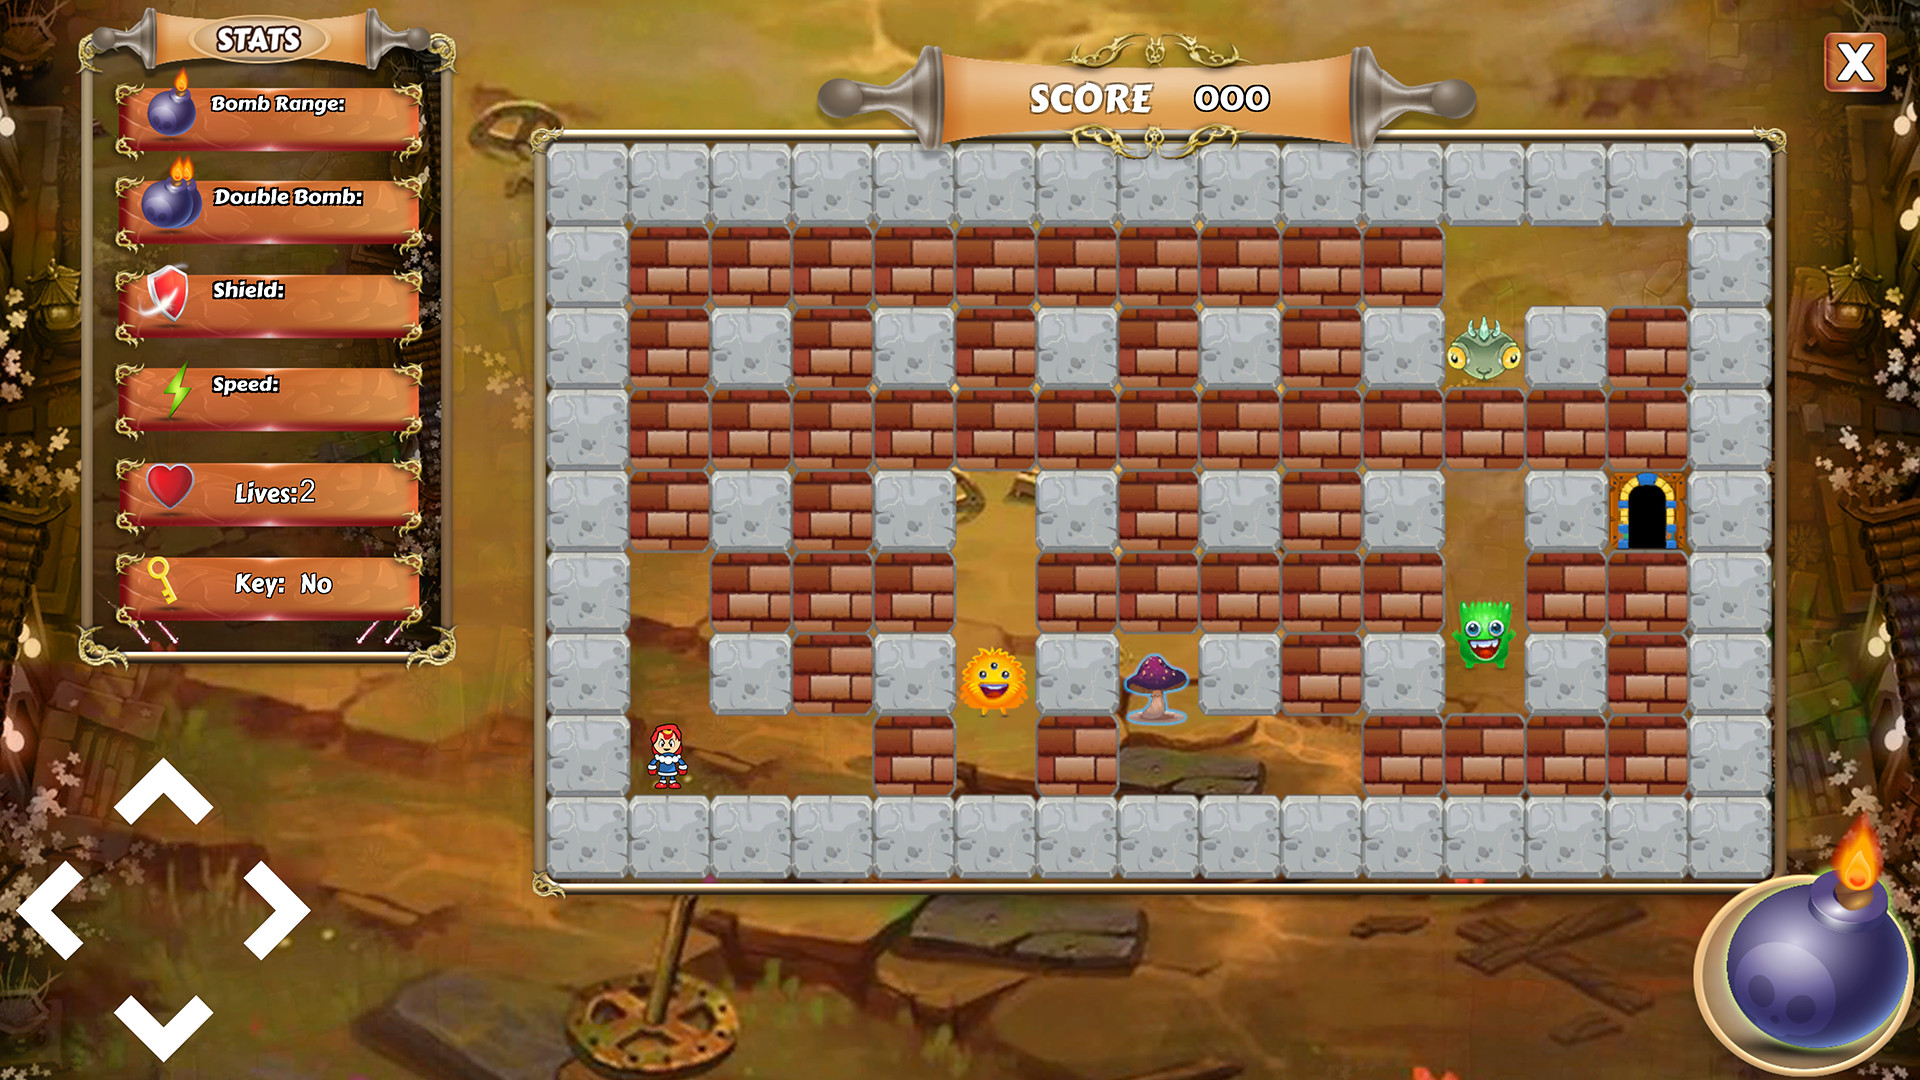 STATS
Bomb Range:
Double Bomb:
Shield:
Speed:
Lives:2
Key: No
SCORE 000
X